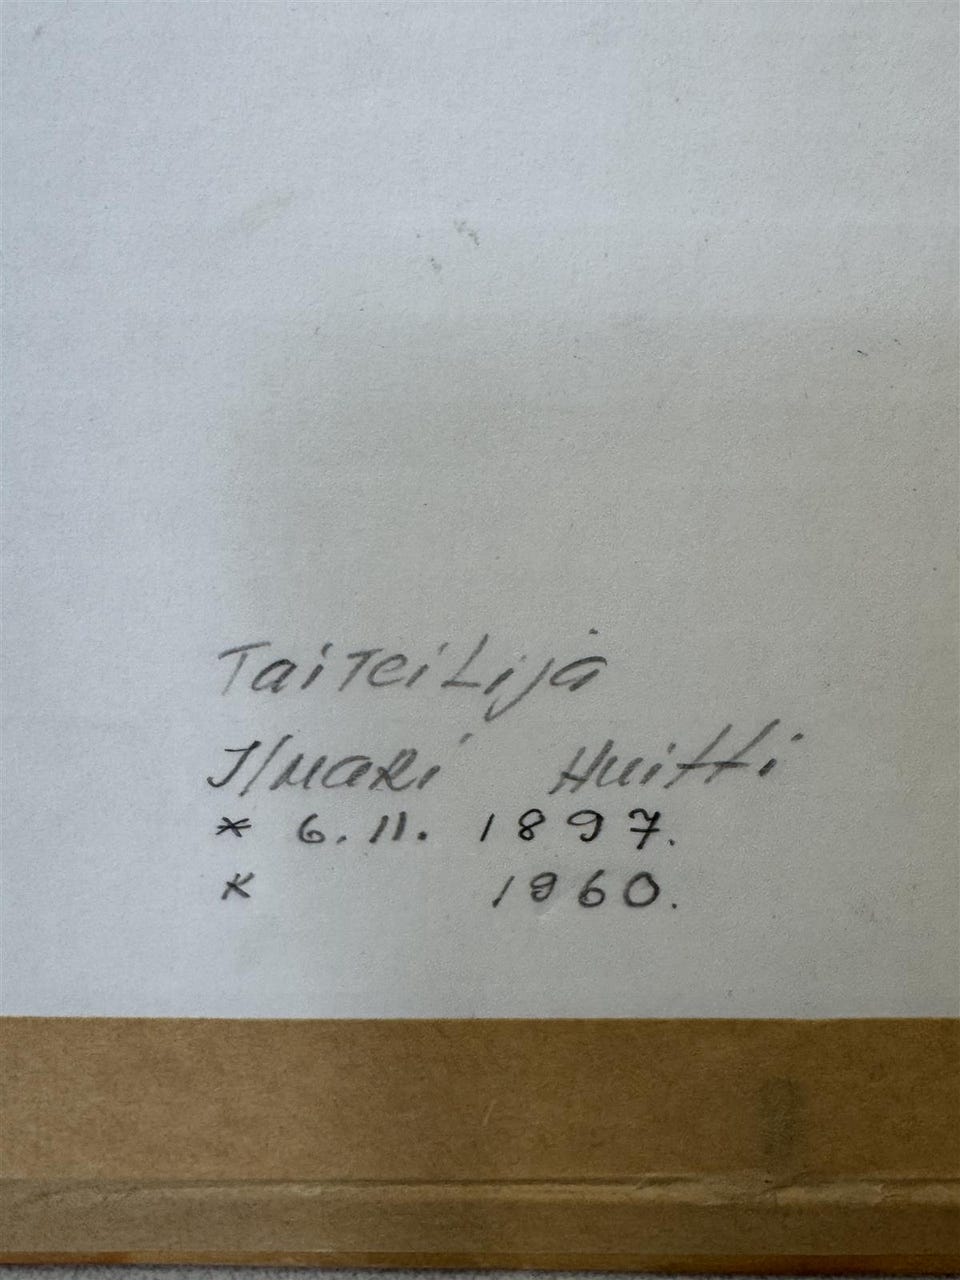 Taiteilija
Ilmari Huitti
* 6.11. 1897.
K 1960.